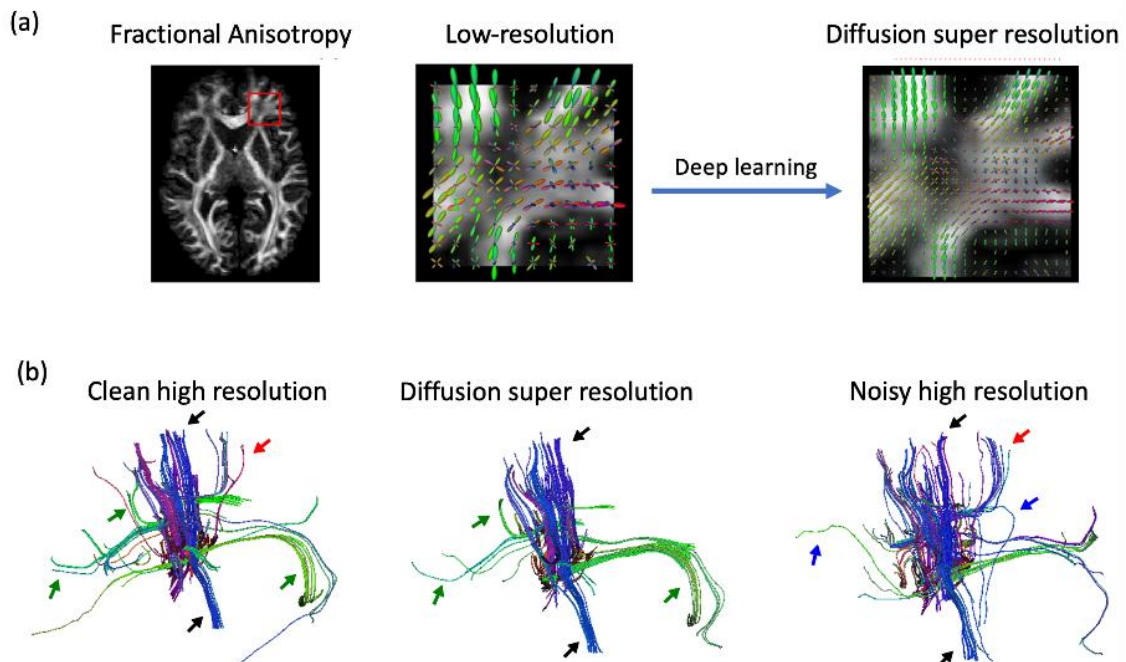 (a)
Fractional Anisotropy
Low-resolution
Diffusion super resolution
Deep learning
(b)
Clean high resolution
Diffusion super resolution
Noisy high resolution